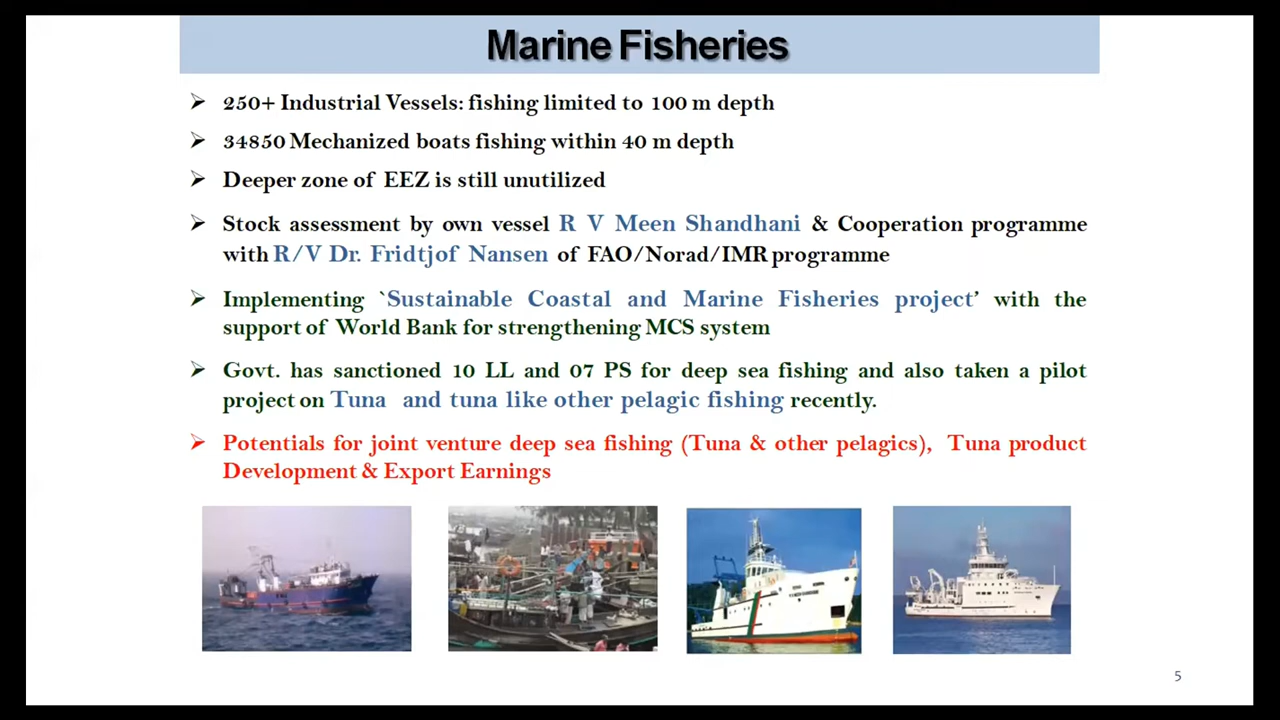 Marine Fisheries
250+ Industrial Vessels: fishing limited to 100 m depth
34850 Mechanized boats fishing within 40 m depth
Deeper zone of EEZ is still unutilized
Stock assessment by own vessel R V Meen Shandhani & Cooperation programme
with R/V Dr. Fridtjof Nansen of FAO/Norad/IMR programme
Implementing `Sustainable Coastal and Marine Fisheries project’ with the
support of World Bank for strengthening MCS system
Govt. has sanctioned 10 LL and 07 PS for deep sea fishing and also taken a pilot
project on Tuna and tuna like other pelagic fishing recently.
Potentials for joint venture deep sea fishing (Tuna & other pelagics), Tuna product
Development & Export Earnings
5